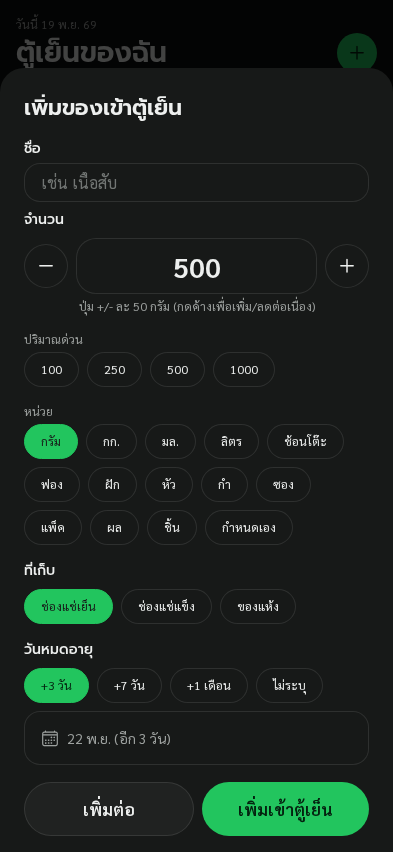 วันนี้ 19 พ.ย. 69
ตู้เย็นของฉัน
เพิ่มของเข้าตู้เย็น
ชื่อ
เช่น เนื้อสับ
จำนวน
500
ปุ่ม +/- ละ 50 กรัม (กดค้างเพื่อเพิ่ม/ลดต่อเนื่อง)
ปริมาณด่วน
100 250 500 1000
หน่วย
กรัม กก. มล. ลิตร ช้อนโต๊ะ
ฟอง ฝัก หัว กำ ซอง
แพ็ค ผล ชิ้น กำหนดเอง
ที่เก็บ
ช่องแช่เย็น ช่องแช่แข็ง ของแห้ง
วันหมดอายุ
+3 วัน +7 วัน +1 เดือน ไม่ระบุ
22 พ.ย. (อีก 3 วัน)
เพิ่มต่อ เพิ่มเข้าตู้เย็น